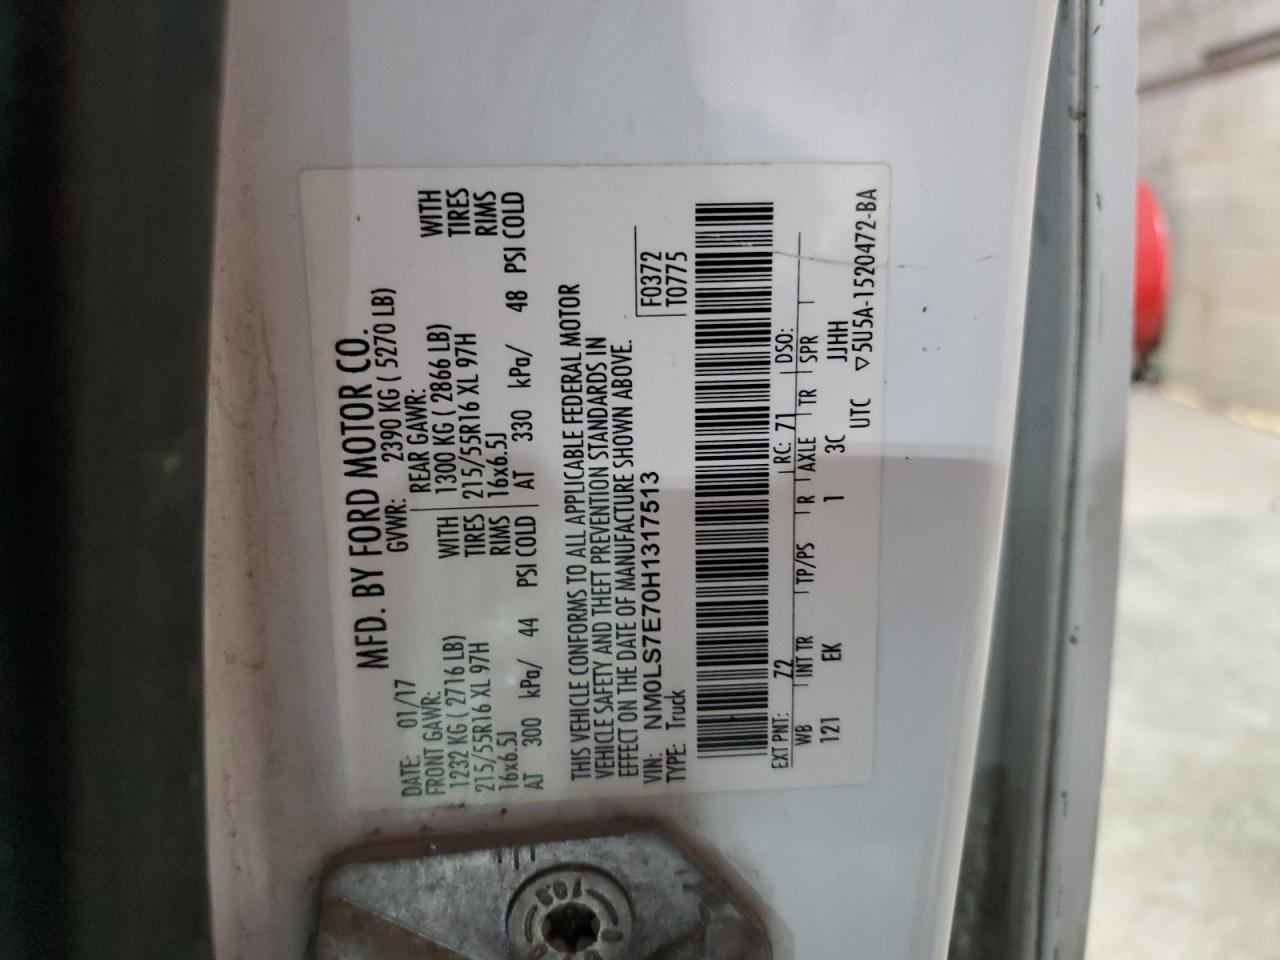 MFD. BY FORD MOTOR CO.
DATE: 01/17 GVWR: 2390 KG ( 5270 LB)
FRONT GAWR: REAR GAWR:
1232 KG ( 2716 LB) WITH 1300 KG ( 2866 LB) WITH
215/55R16 XL 97H TIRES 215/55R16 XL 97H TIRES
16x6.5J RIMS 16x6.5J RIMS
AT 300 kPa/ 44 PSI COLD AT 330 kPa/ 48 PSI COLD
THIS VEHICLE CONFORMS TO ALL APPLICABLE FEDERAL MOTOR
VEHICLE SAFETY AND THEFT PREVENTION STANDARDS IN
EFFECT ON THE DATE OF MANUFACTURE SHOWN ABOVE.
VIN: NM0LS7E70H1317513 F0372
TYPE: Truck T0775
EXT PNT: Z2 RC: 71 DSO:
WB INT TR TP/PS R AXLE TR SPR
121 EK 1 3C JJHH
UTC ▽5U5A-1520472-BA